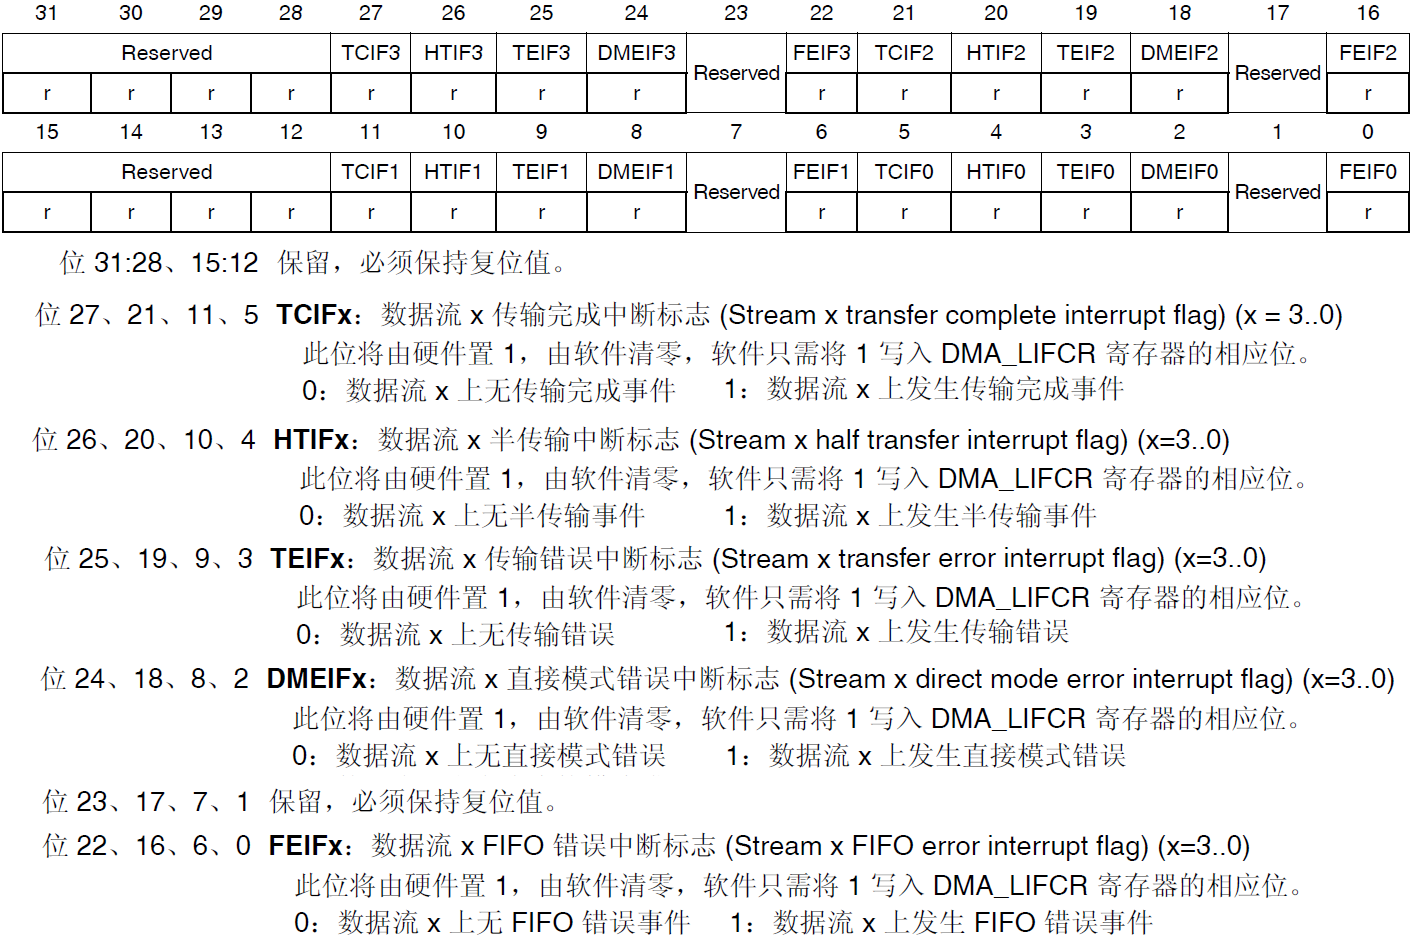 31 30 29 28 27 26 25 24 23 22 21 20 19 18 17 16
Reserved TCIF3 HTIF3 TEIF3 DMEIF3 Reserved FEIF3 TCIF2 HTIF2 TEIF2 DMEIF2 Reserved FEIF2
r r r r r r r r r r r r r r
15 14 13 12 11 10 9 8 7 6 5 4 3 2 1 0
Reserved TCIF1 HTIF1 TEIF1 DMEIF1 Reserved FEIF1 TCIF0 HTIF0 TEIF0 DMEIF0 Reserved FEIF0
r r r r r r r r r r r r r r
位 31:28、15:12 保留，必须保持复位值。
位 27、21、11、5 TCIFx：数据流 x 传输完成中断标志 (Stream x transfer complete interrupt flag) (x = 3..0)
此位将由硬件置 1，由软件清零，软件只需将 1 写入 DMA_LIFCR 寄存器的相应位。
0：数据流 x 上无传输完成事件 1：数据流 x 上发生传输完成事件
位 26、20、10、4 HTIFx：数据流 x 半传输中断标志 (Stream x half transfer interrupt flag) (x=3..0)
此位将由硬件置 1，由软件清零，软件只需将 1 写入 DMA_LIFCR 寄存器的相应位。
0：数据流 x 上无半传输事件 1：数据流 x 上发生半传输事件
位 25、19、9、3 TEIFx：数据流 x 传输错误中断标志 (Stream x transfer error interrupt flag) (x=3..0)
此位将由硬件置 1，由软件清零，软件只需将 1 写入 DMA_LIFCR 寄存器的相应位。
0：数据流 x 上无传输错误 1：数据流 x 上发生传输错误
位 24、18、8、2 DMEIFx：数据流 x 直接模式错误中断标志 (Stream x direct mode error interrupt flag) (x=3..0)
此位将由硬件置 1，由软件清零，软件只需将 1 写入 DMA_LIFCR 寄存器的相应位。
0：数据流 x 上无直接模式错误 1：数据流 x 上发生直接模式错误
位 23、17、7、1 保留，必须保持复位值。
位 22、16、6、0 FEIFx：数据流 x FIFO 错误中断标志 (Stream x FIFO error interrupt flag) (x=3..0)
此位将由硬件置 1，由软件清零，软件只需将 1 写入 DMA_LIFCR 寄存器的相应位。
0：数据流 x 上无 FIFO 错误事件 1：数据流 x 上发生 FIFO 错误事件